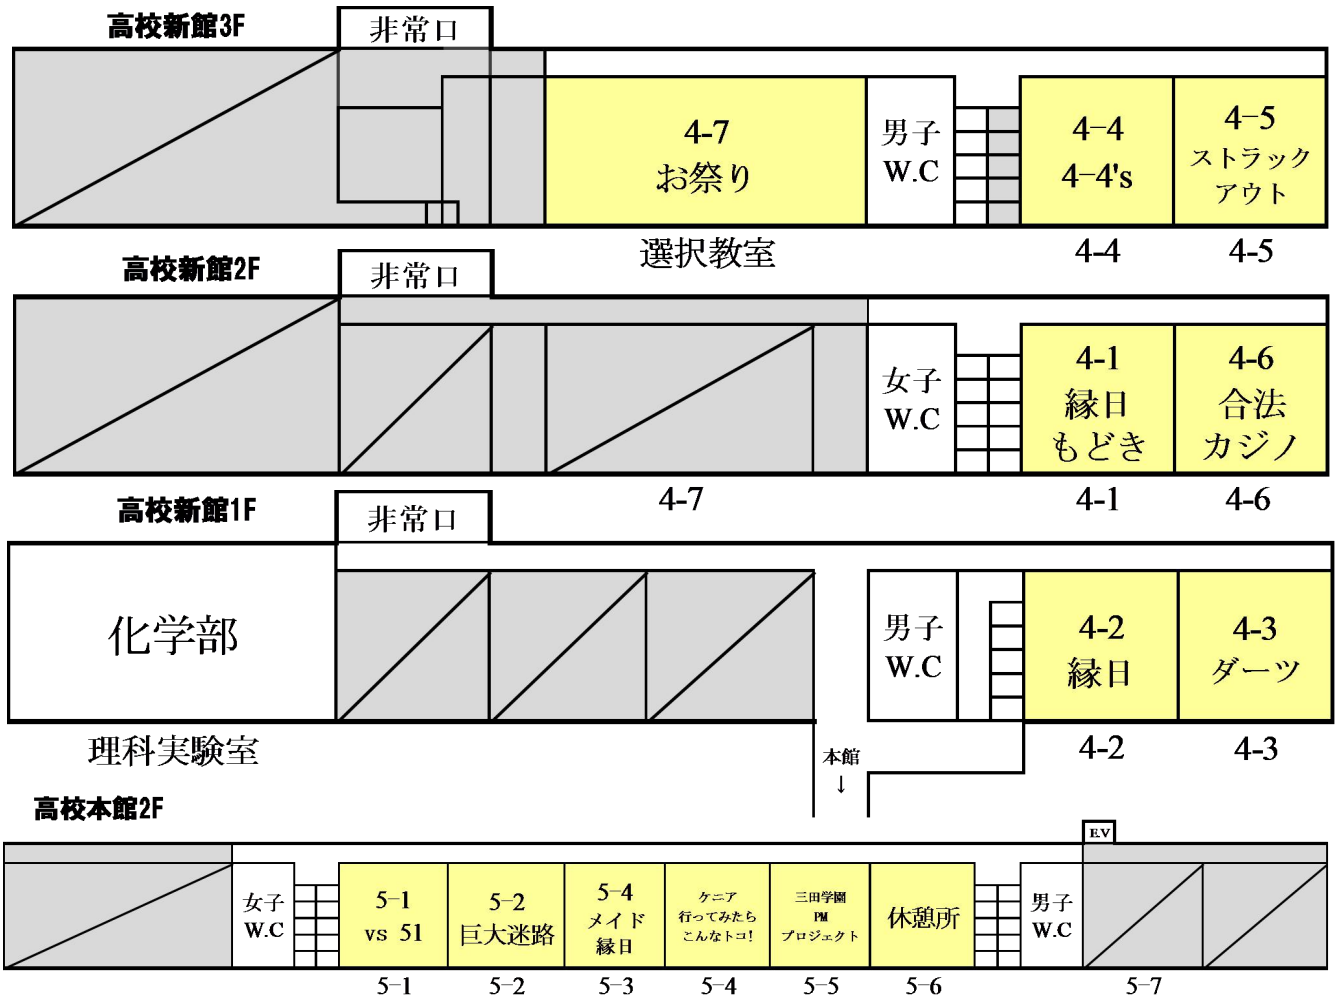 高校新館3F
非常口
4-7
お祭り
男子
W.C
4-4
4-4's
4-5
ストラック
アウト
選択教室
4-4
4-5
高校新館2F
非常口
女子
W.C
4-1
縁日
もどき
4-6
合法
カジノ
4-7
4-1
4-6
高校新館1F
非常口
化学部
男子
W.C
4-2
縁日
4-3
ダーツ
理科実験室
本館
↓
4-2
4-3
高校本館2F
EV
女子
W.C
5-1
vs 51
5-2
巨大迷路
5-4
メイド
縁日
ケニア
行ってみたら
こんなトコ!
三田学園
PM
プロジェクト
休憩所
男子
W.C
5-1
5-2
5-3
5-4
5-5
5-6
5-7